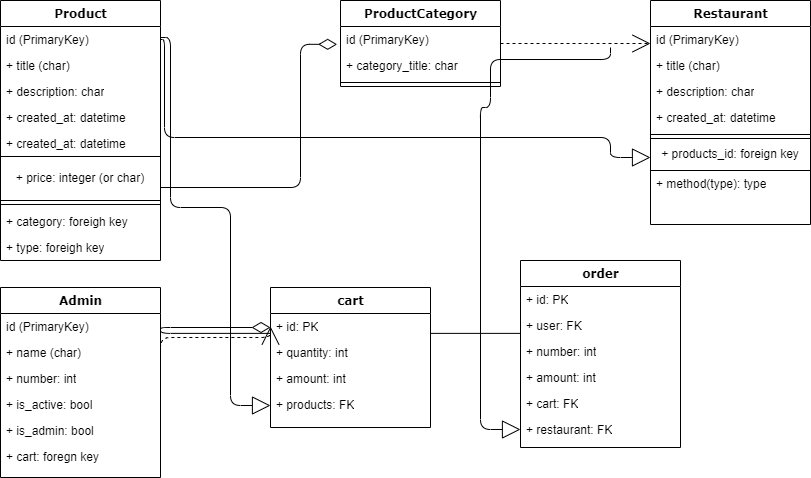 Product
id (PrimaryKey)
+ title (char)
+ description: char
+ created_at: datetime
+ created_at: datetime
+ price: integer (or char)
+ category: foreigh key
+ type: foreigh key
ProductCategory
id (PrimaryKey)
+ category_title: char
Restaurant
id (PrimaryKey)
+ title (char)
+ description: char
+ created_at: datetime
+ products_id: foreign key
+ method(type): type
Admin
id (PrimaryKey)
+ name (char)
+ number: int
+ is_active: bool
+ is_admin: bool
+ cart: foregn key
cart
+ id: PK
+ quantity: int
+ amount: int
+ products: FK
order
+ id: PK
+ user: FK
+ number: int
+ amount: int
+ cart: FK
+ restaurant: FK